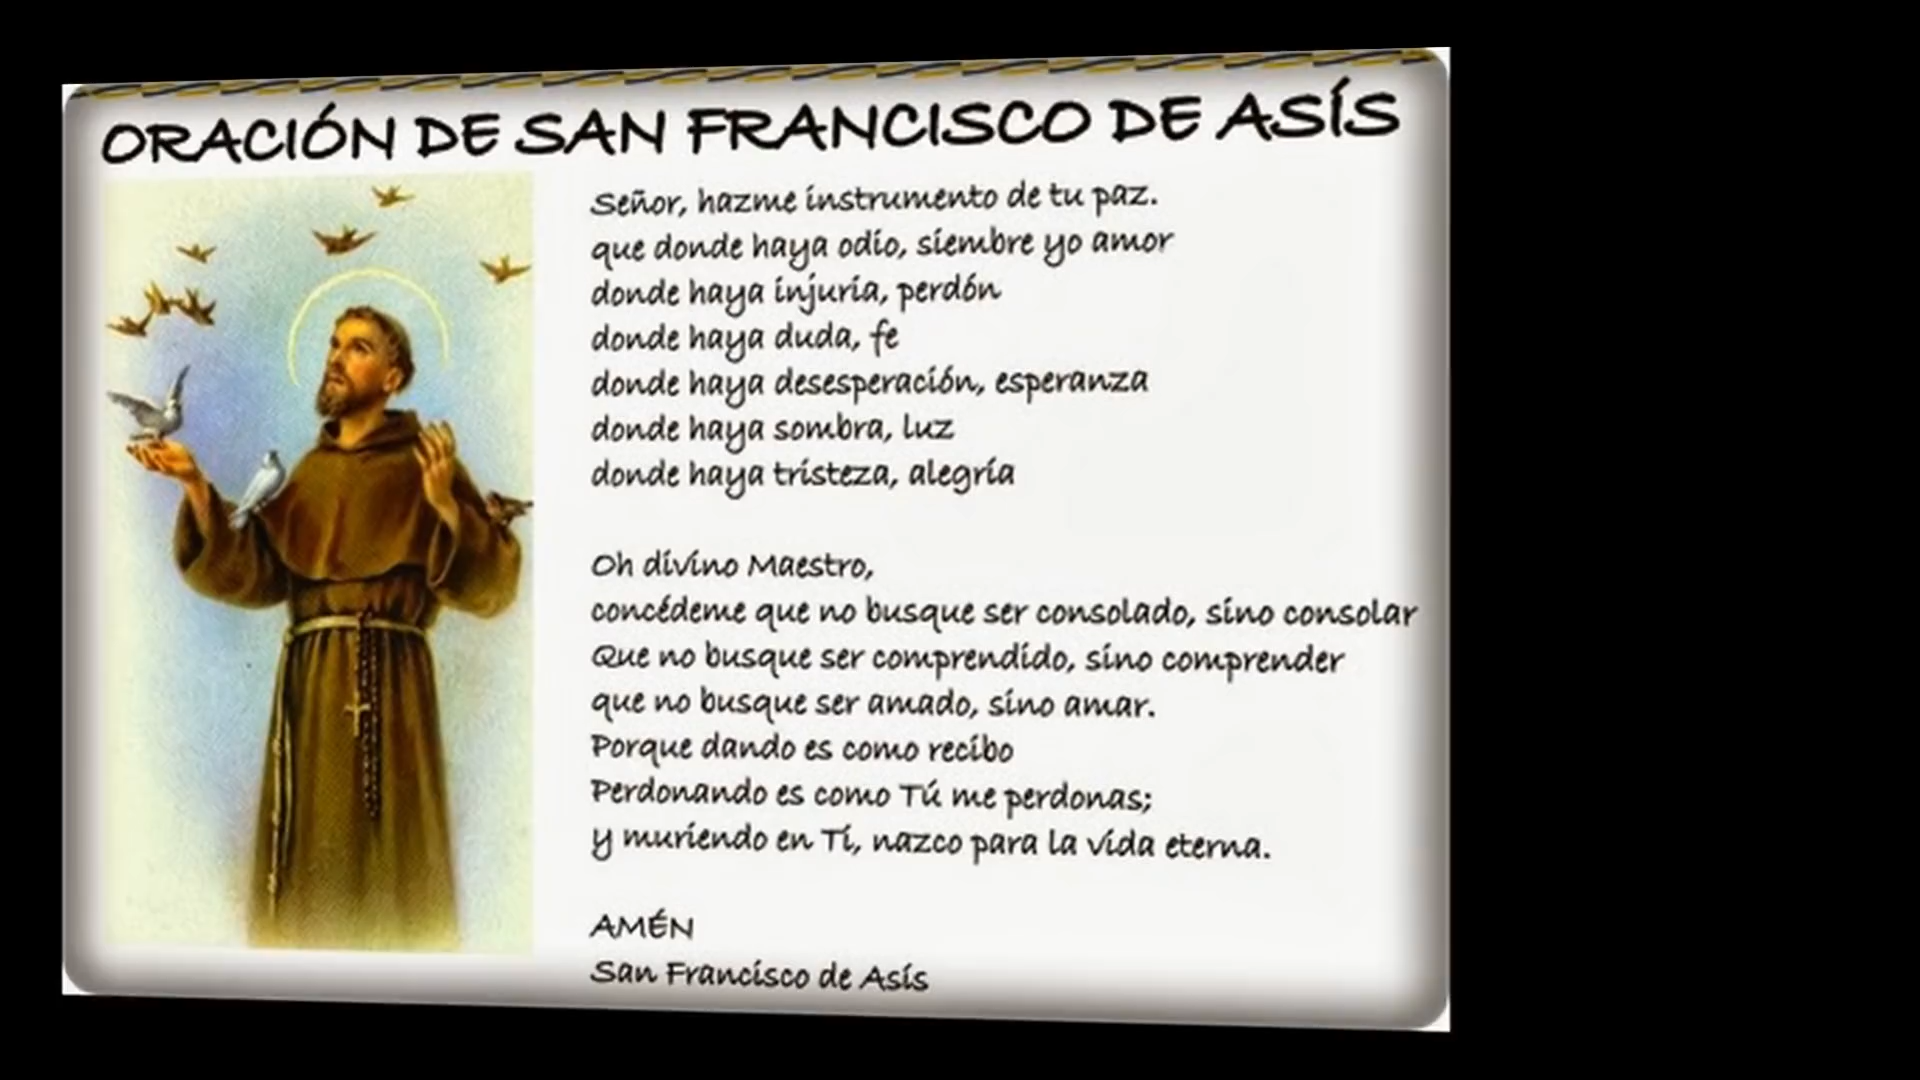 ORACIÓN DE SAN FRANCISCO DE ASÍS
Señor, hazme instrumento de tu paz.
que donde haya odio, siembre yo amor
donde haya injuria, perdón
donde haya duda, fe
donde haya desesperación, esperanza
donde haya sombra, luz
donde haya tristeza, alegría
Oh divino Maestro,
concédeme que no busque ser consolado, sino consolar
Que no busque ser comprendido, sino comprender
que no busque ser amado, sino amar.
Porque dando es como recibo
Perdonando es como Tú me perdonas;
y muriendo en Ti, nazco para la vida eterna.
AMÉN
San Francisco de Asís